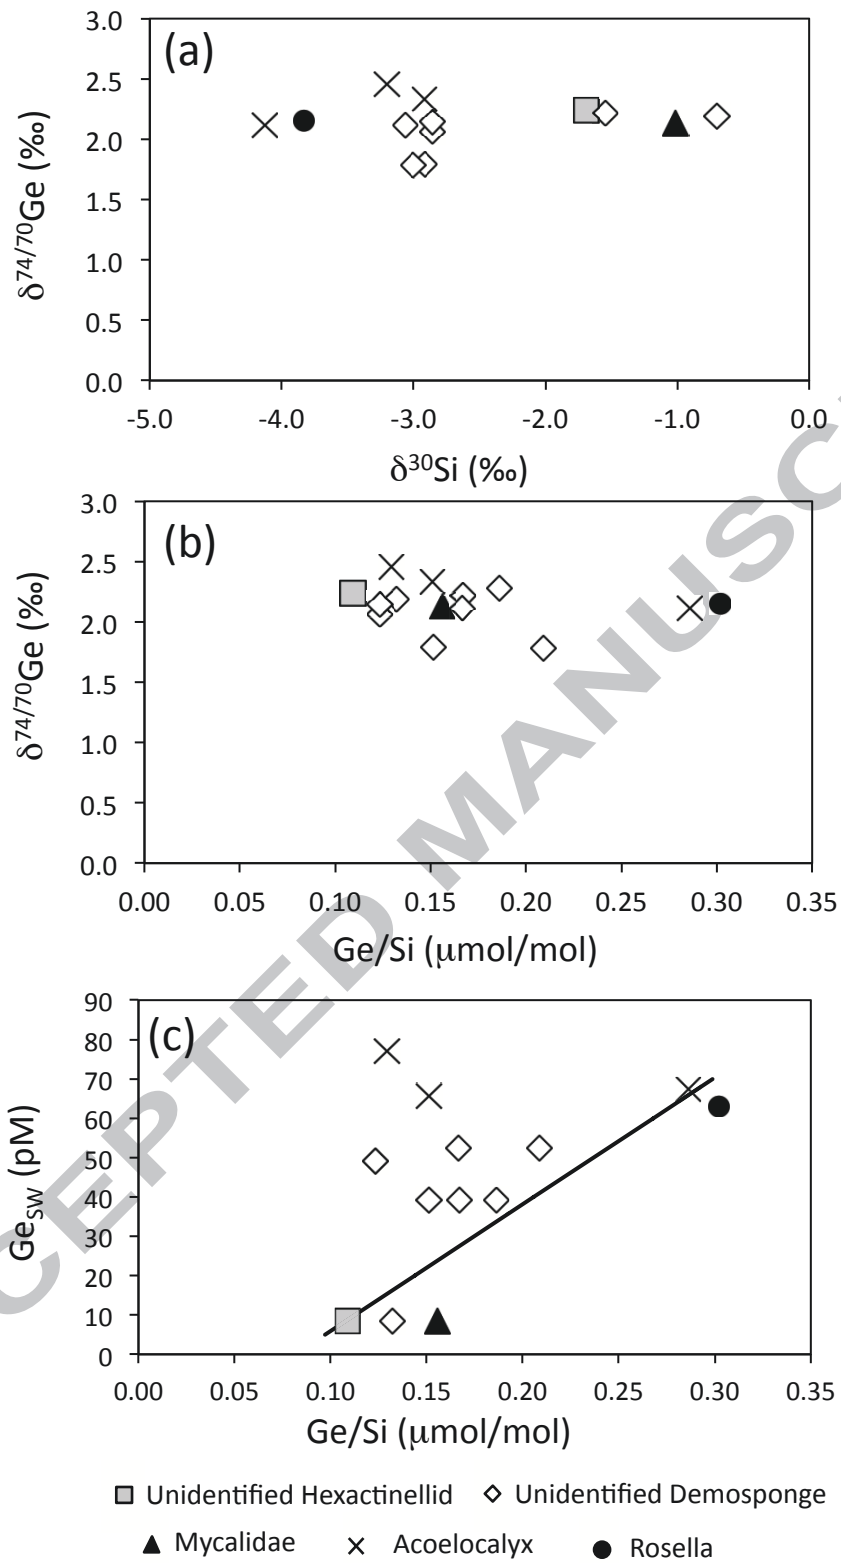 (a)
3.0
2.5
2.0
1.5
1.0
0.5
0.0
δ74/70Ge (‰)
-5.0 -4.0 -3.0 -2.0 -1.0 0.0
δ30Si (‰)
(b)
3.0
2.5
2.0
1.5
1.0
0.5
0.0
δ74/70Ge (‰)
0.00 0.05 0.10 0.15 0.20 0.25 0.30 0.35
Ge/Si (μmol/mol)
(c)
90
80
70
60
50
40
30
20
10
0
GeSW (pM)
0.00 0.05 0.10 0.15 0.20 0.25 0.30 0.35
Ge/Si (μmol/mol)
Unidentified Hexactinellid Unidentified Demosponge
Mycalidae Acoelocalyx Rosella
CEPTED MANUSC